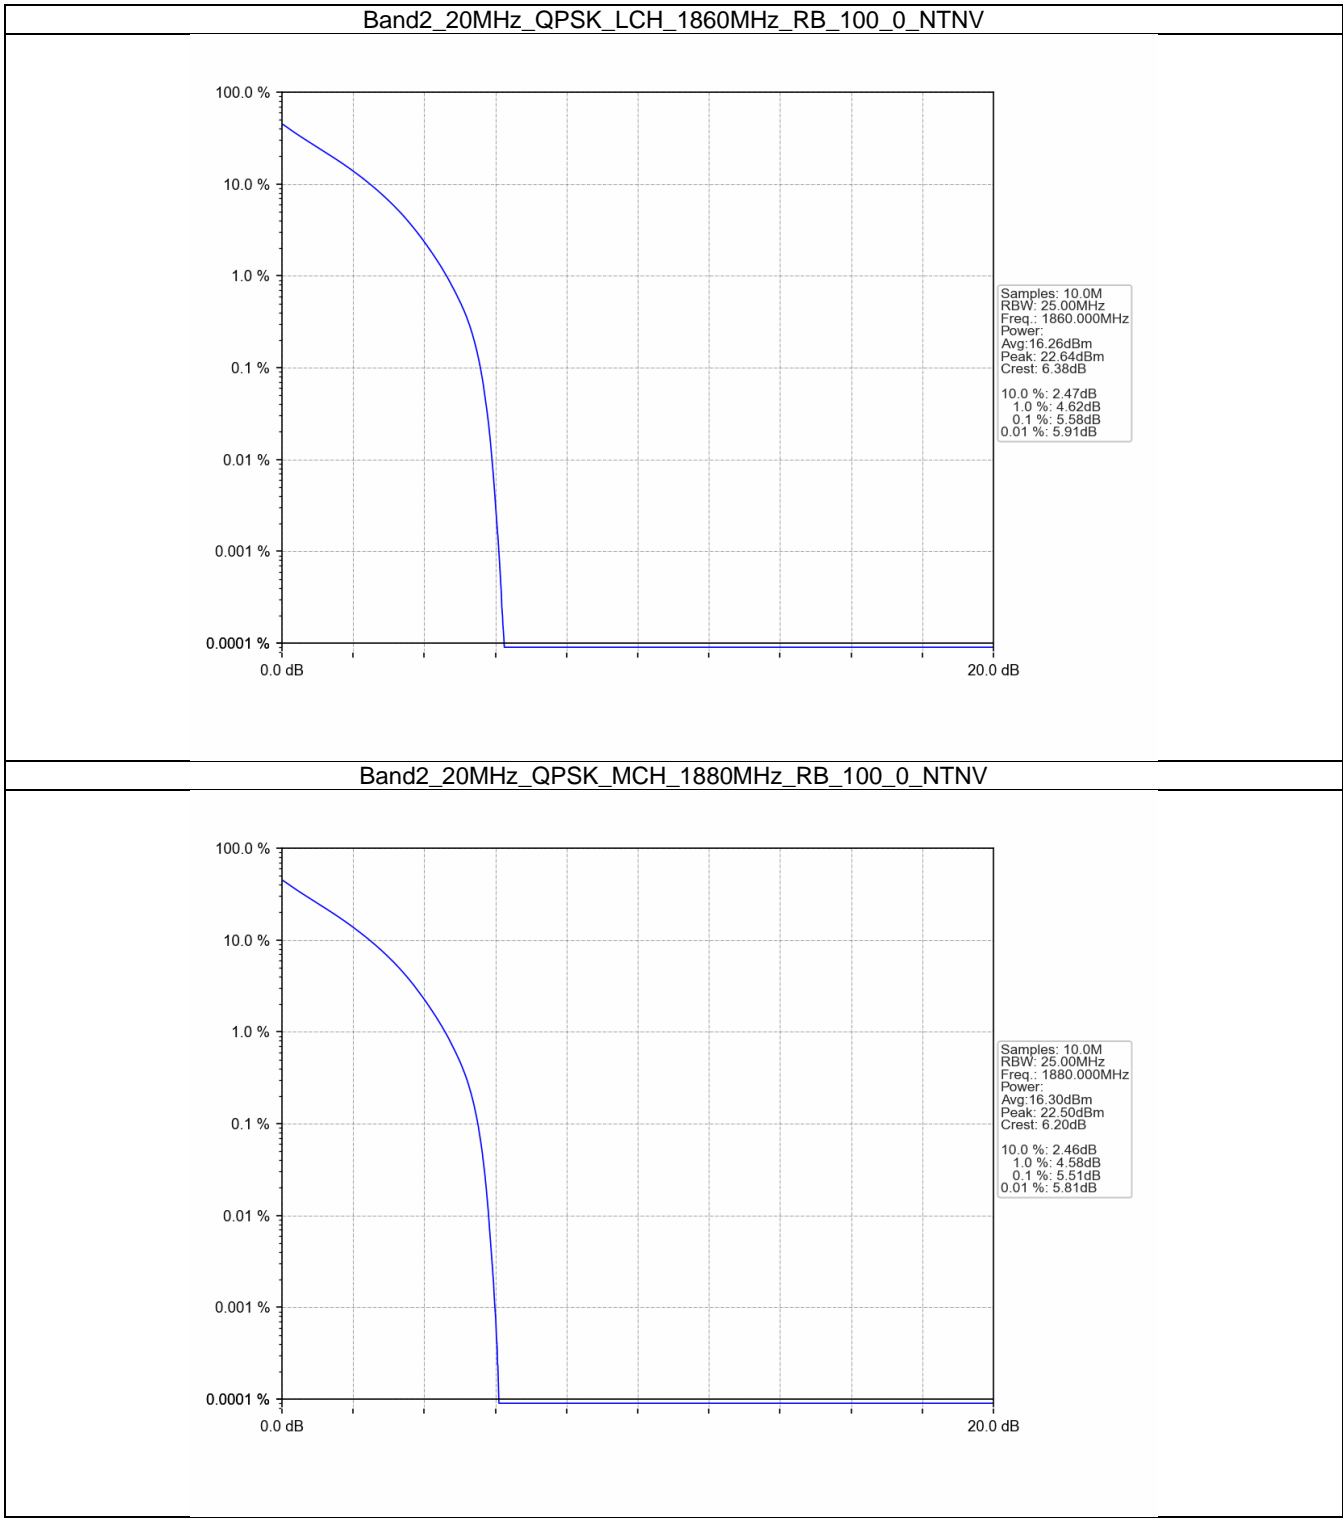 Band2_20MHz_QPSK_LCH_1860MHz_RB_100_0_NTNV
100.0 %
10.0 %
1.0 %
0.1 %
0.01 %
0.001 %
0.0001 %
0.0 dB
20.0 dB
Samples: 10.0M
RBW: 25.00MHz
Freq.: 1860.000MHz
Power:
Avg:16.26dBm
Peak: 22.64dBm
Crest: 6.38dB
10.0 %: 2.47dB
1.0 %: 4.62dB
0.1 %: 5.58dB
0.01 %: 5.91dB
Band2_20MHz_QPSK_MCH_1880MHz_RB_100_0_NTNV
100.0 %
10.0 %
1.0 %
0.1 %
0.01 %
0.001 %
0.0001 %
0.0 dB
20.0 dB
Samples: 10.0M
RBW: 25.00MHz
Freq.: 1880.000MHz
Power:
Avg:16.30dBm
Peak: 22.50dBm
Crest: 6.20dB
10.0 %: 2.46dB
1.0 %: 4.58dB
0.1 %: 5.51dB
0.01 %: 5.81dB